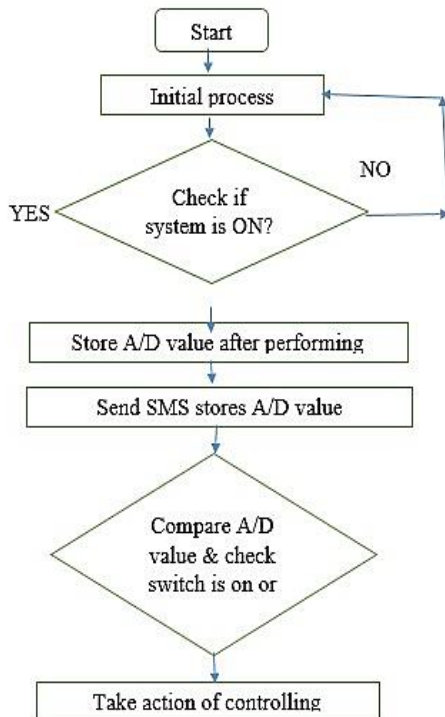 Start
Initial process
NO
Check if
YES
system is ON?
Store A/D value after performing
Send SMS stores A/D value
Compare A/D
value & check
switch is on or
Take action of controlling